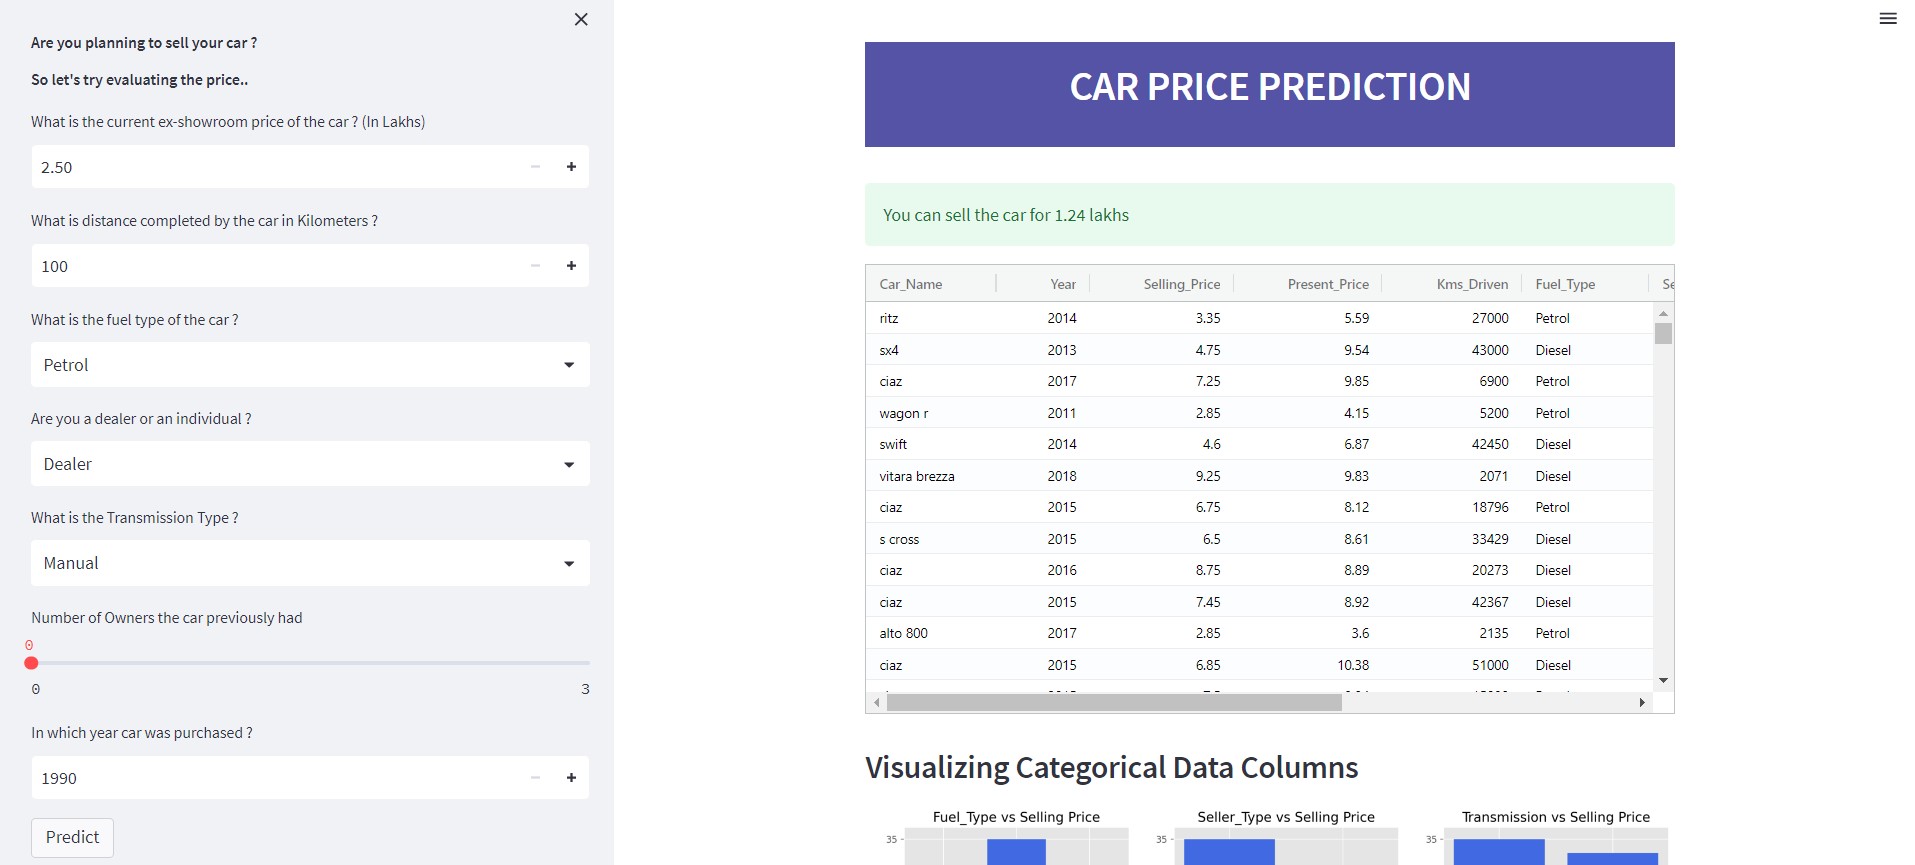 Are you planning to sell your car ?
So let's try evaluating the price..
What is the current ex-showroom price of the car ? (In Lakhs)
2.50
What is distance completed by the car in Kilometers ?
100
What is the fuel type of the car ?
Petrol
Are you a dealer or an individual ?
Dealer
What is the Transmission Type ?
Manual
Number of Owners the car previously had
0
0 3
In which year car was purchased ?
1990
Predict
CAR PRICE PREDICTION
You can sell the car for 1.24 lakhs
Car_Name Year Selling_Price Present_Price Kms_Driven Fuel_Type Se
ritz 2014 3.35 5.59 27000 Petrol
sx4 2013 4.75 9.54 43000 Diesel
ciaz 2017 7.25 9.85 6900 Petrol
wagon r 2011 2.85 4.15 5200 Petrol
swift 2014 4.6 6.87 42450 Diesel
vitara brezza 2018 9.25 9.83 2071 Diesel
ciaz 2015 6.75 8.12 18796 Petrol
s cross 2015 6.5 8.61 33429 Diesel
ciaz 2016 8.75 8.89 20273 Diesel
ciaz 2015 7.45 8.92 42367 Diesel
alto 800 2017 2.85 3.6 2135 Petrol
ciaz 2015 6.85 10.38 51000 Diesel
Visualizing Categorical Data Columns
Fuel_Type vs Selling Price Seller_Type vs Selling Price Transmission vs Selling Price
35 35 35